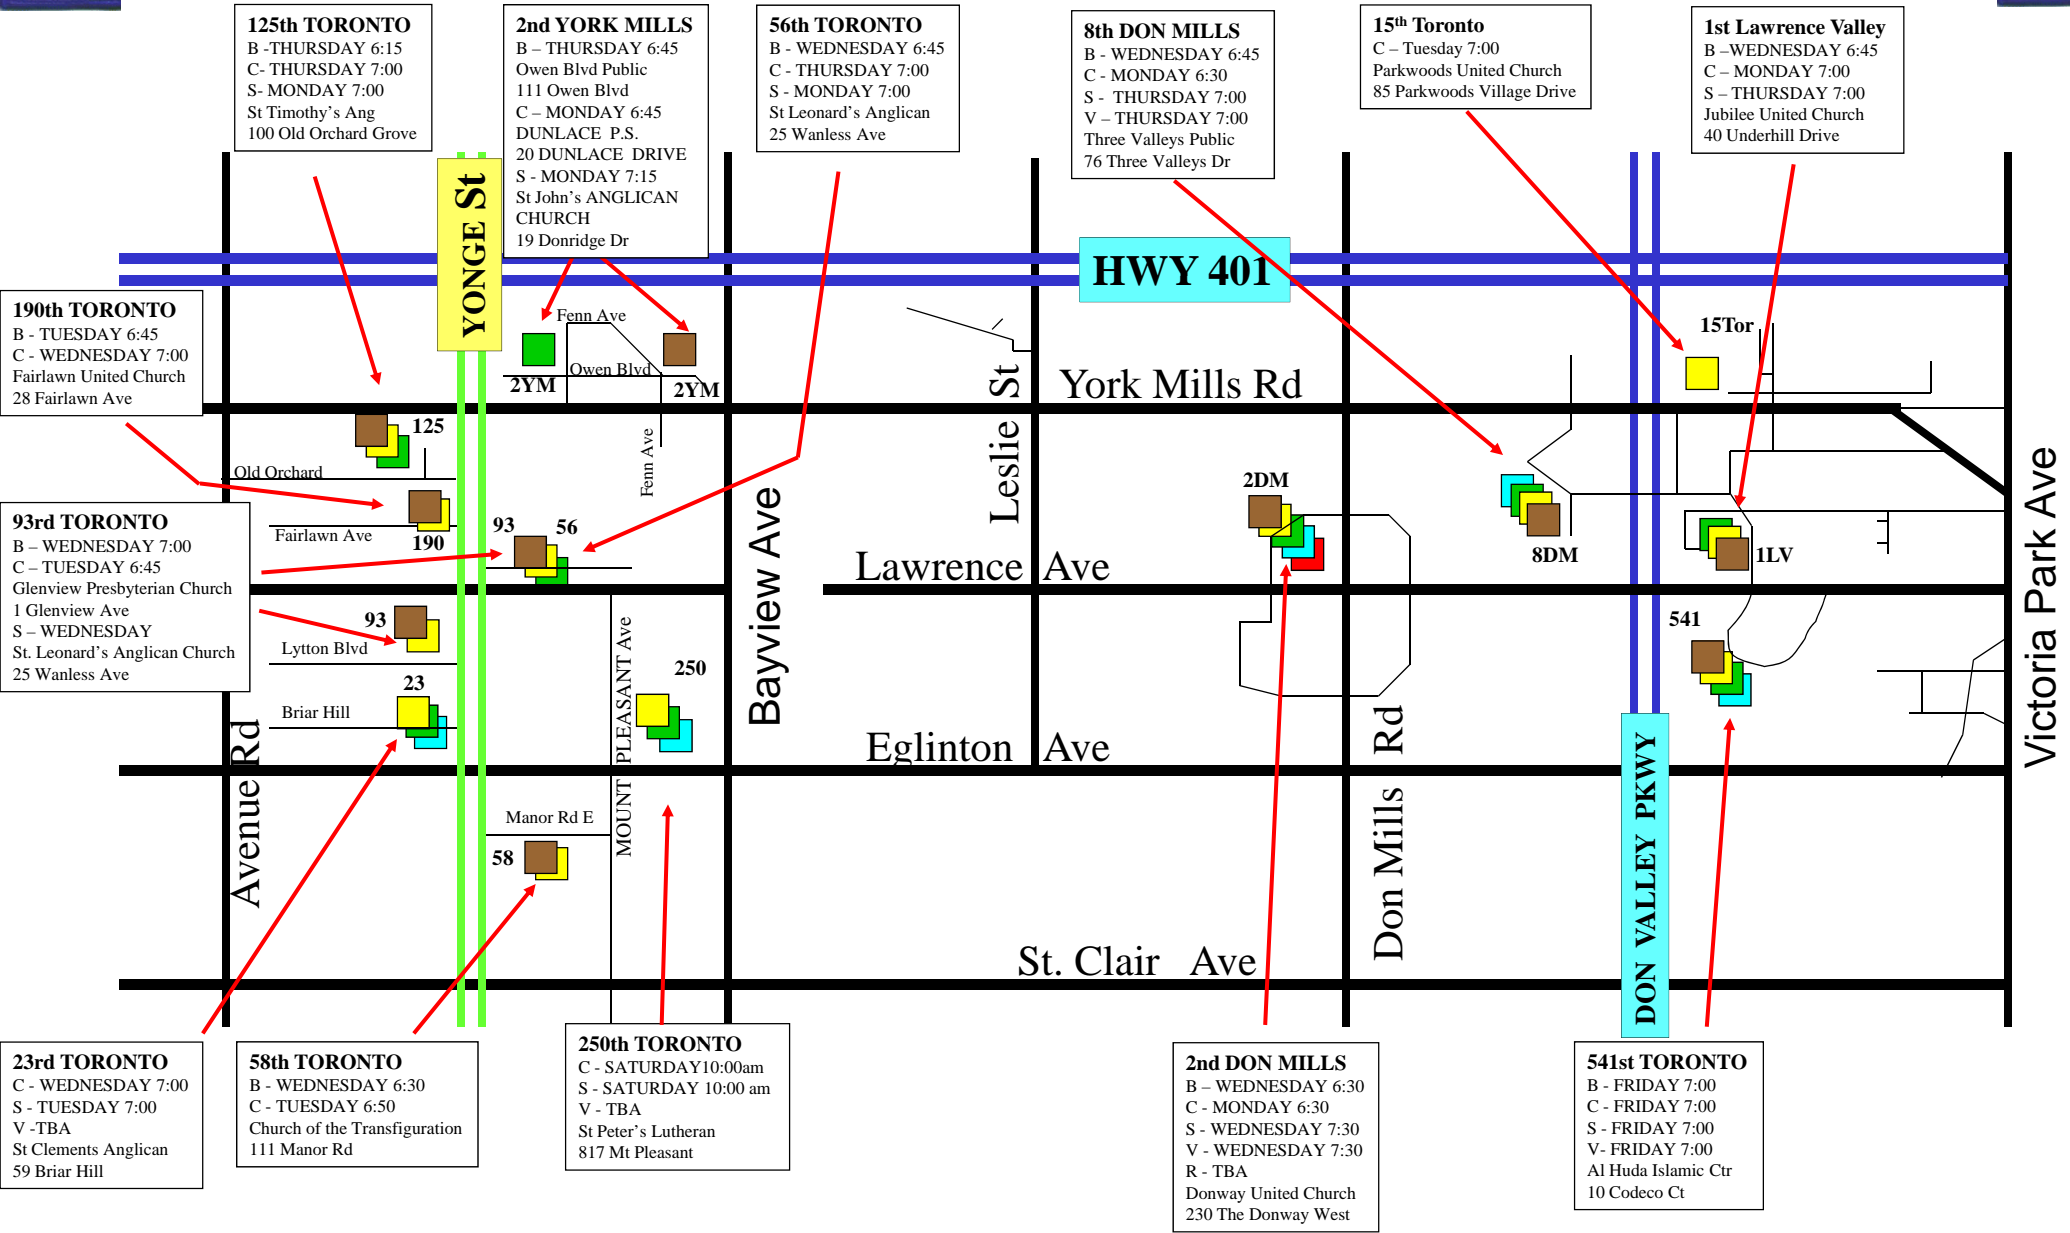 125th TORONTO
B -THURSDAY 6:15
C- THURSDAY 7:00
S- MONDAY 7:00
St Timothy's Ang
100 Old Orchard Grove
2nd YORK MILLS
B – THURSDAY 6:45
Owen Blvd Public
111 Owen Blvd
C – MONDAY 6:45
DUNLACE P.S.
20 DUNLACE DRIVE
S - MONDAY 7:15
St John's ANGLICAN
CHURCH
19 Donridge Dr
56th TORONTO
B - WEDNESDAY 6:45
C - THURSDAY 7:00
S - MONDAY 7:00
St Leonard's Anglican
25 Wanless Ave
8th DON MILLS
B - WEDNESDAY 6:45
C - MONDAY 6:30
S - THURSDAY 7:00
V – THURSDAY 7:00
Three Valleys Public
76 Three Valleys Dr
15th Toronto
C – Tuesday 7:00
Parkwoods United Church
85 Parkwoods Village Drive
1st Lawrence Valley
B –WEDNESDAY 6:45
C – MONDAY 7:00
S – THURSDAY 7:00
Jubilee United Church
40 Underhill Drive
YONGE St
HWY 401
190th TORONTO
B - TUESDAY 6:45
C - WEDNESDAY 7:00
Fairlawn United Church
28 Fairlawn Ave
Fenn Ave
Owen Blvd
2YM
2YM
15Tor
Leslie St
York Mills Rd
125
Old Orchard
Fenn Ave
93rd TORONTO
B – WEDNESDAY 7:00
C – TUESDAY 6:45
Glenview Presbyterian Church
1 Glenview Ave
S – WEDNESDAY
St. Leonard's Anglican Church
25 Wanless Ave
Fairlawn Ave
190
93
56
Bayview Ave
2DM
8DM
1LV
Victoria Park Ave
Lawrence Ave
93
Lytton Blvd
541
23
Briar Hill
MOUNT PLEASANT Ave
250
Avenue Rd
Eglinton Ave
Don Mills Rd
DON VALLEY PKWY
Manor Rd E
58
St. Clair Ave
23rd TORONTO
C - WEDNESDAY 7:00
S - TUESDAY 7:00
V -TBA
St Clements Anglican
59 Briar Hill
58th TORONTO
B - WEDNESDAY 6:30
C - TUESDAY 6:50
Church of the Transfiguration
111 Manor Rd
250th TORONTO
C - SATURDAY10:00am
S - SATURDAY 10:00 am
V - TBA
St Peter's Lutheran
817 Mt Pleasant
2nd DON MILLS
B – WEDNESDAY 6:30
C - MONDAY 6:30
S - WEDNESDAY 7:30
V - WEDNESDAY 7:30
R - TBA
Donway United Church
230 The Donway West
541st TORONTO
B - FRIDAY 7:00
C - FRIDAY 7:00
S - FRIDAY 7:00
V- FRIDAY 7:00
Al Huda Islamic Ctr
10 Codeco Ct